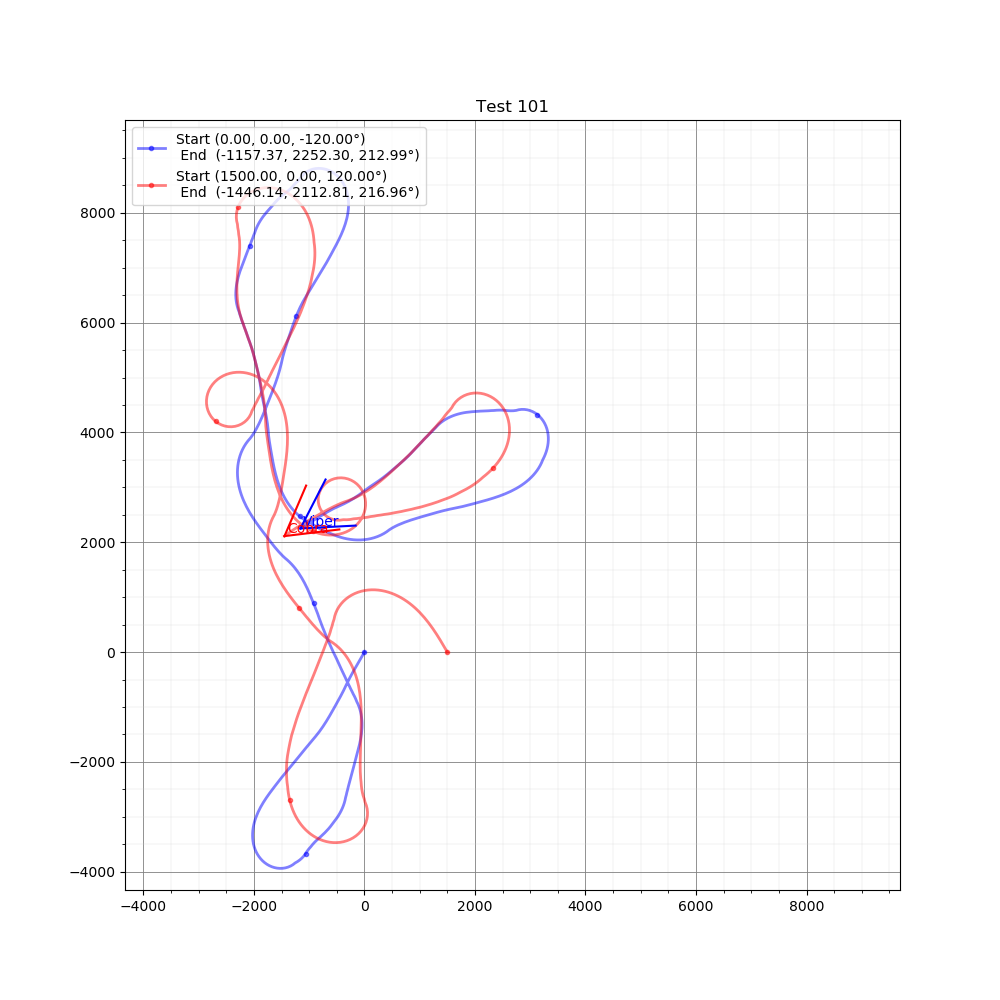 Test 101
Start (0.00, 0.00, -120.00°)
End (-1157.37, 2252.30, 212.99°)
Start (1500.00, 0.00, 120.00°)
End (-1446.14, 2112.81, 216.96°)
8000
6000
4000
2000
0
−2000
−4000
Viper
−4000 −2000 0 2000 4000 6000 8000